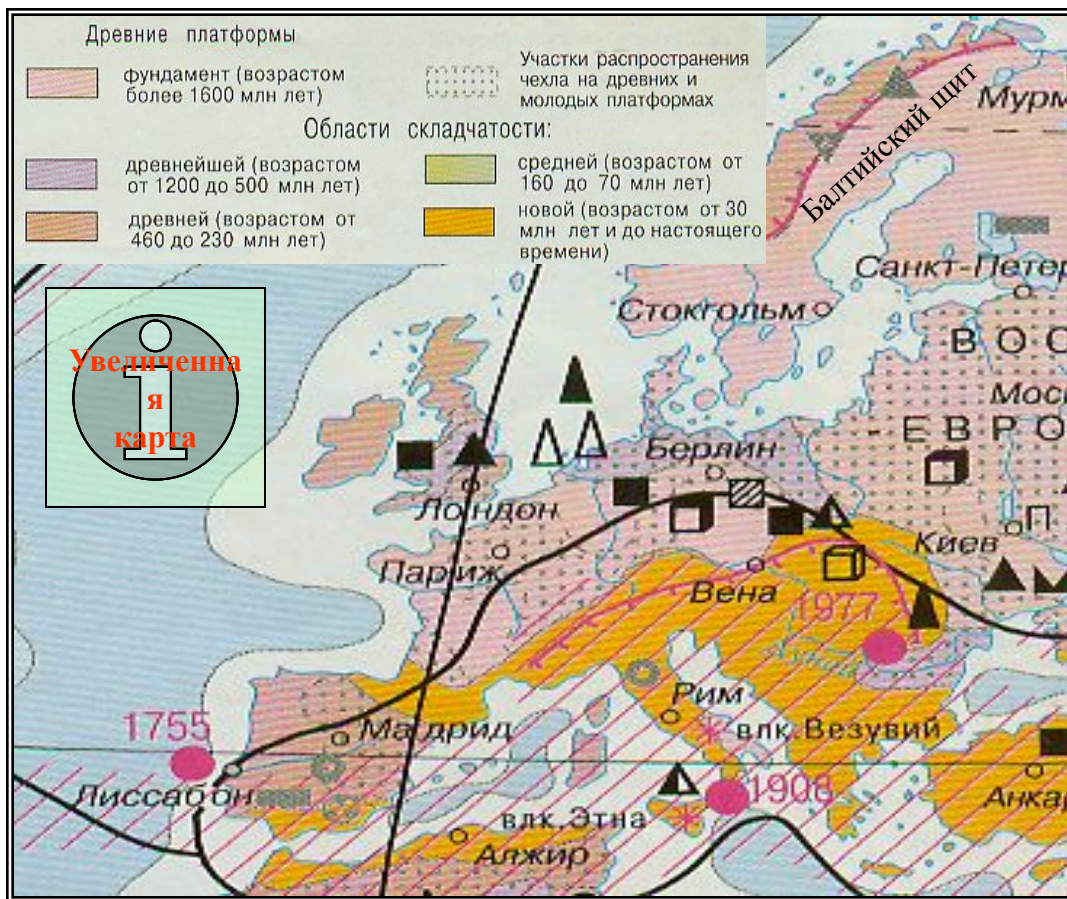 Древние платформы
фундамент (возрастом
более 1600 млн лет)
Участки распространения
чехла на древних и
молодых платформах
Области складчатости:
древнейшей (возрастом
от 1200 до 500 млн лет)
средней (возрастом от
160 до 70 млн лет)
древней (возрастом от
460 до 230 млн лет)
новой (возрастом от 30
млн лет и до настоящего
времени)
Балтийский щит
Мурм
Санкт-Петер
Стокгольм
В О С
Моск
Е В Р О
Увеличенна
я
карта
i
Берлин
Лондон
Париж
Киев
П
Вена
1977
Дунай
Рим
1755
Мадрид
влк.Везувий
Лиссабон
1908
влк.Этна
Анкар
Алжир